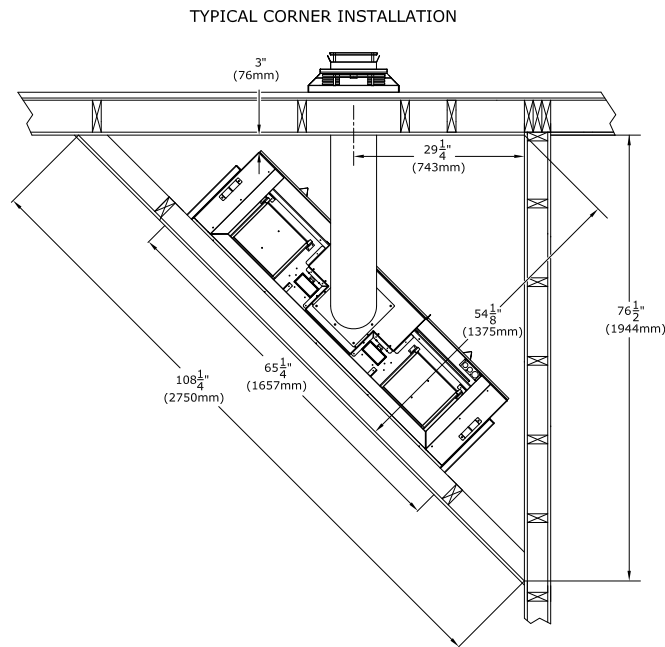 TYPICAL CORNER INSTALLATION
3"
(76mm)
29 1/4"
(743mm)
54 1/8"
(1375mm)
76 1/2"
(1944mm)
65 1/4"
(1657mm)
108 1/4"
(2750mm)